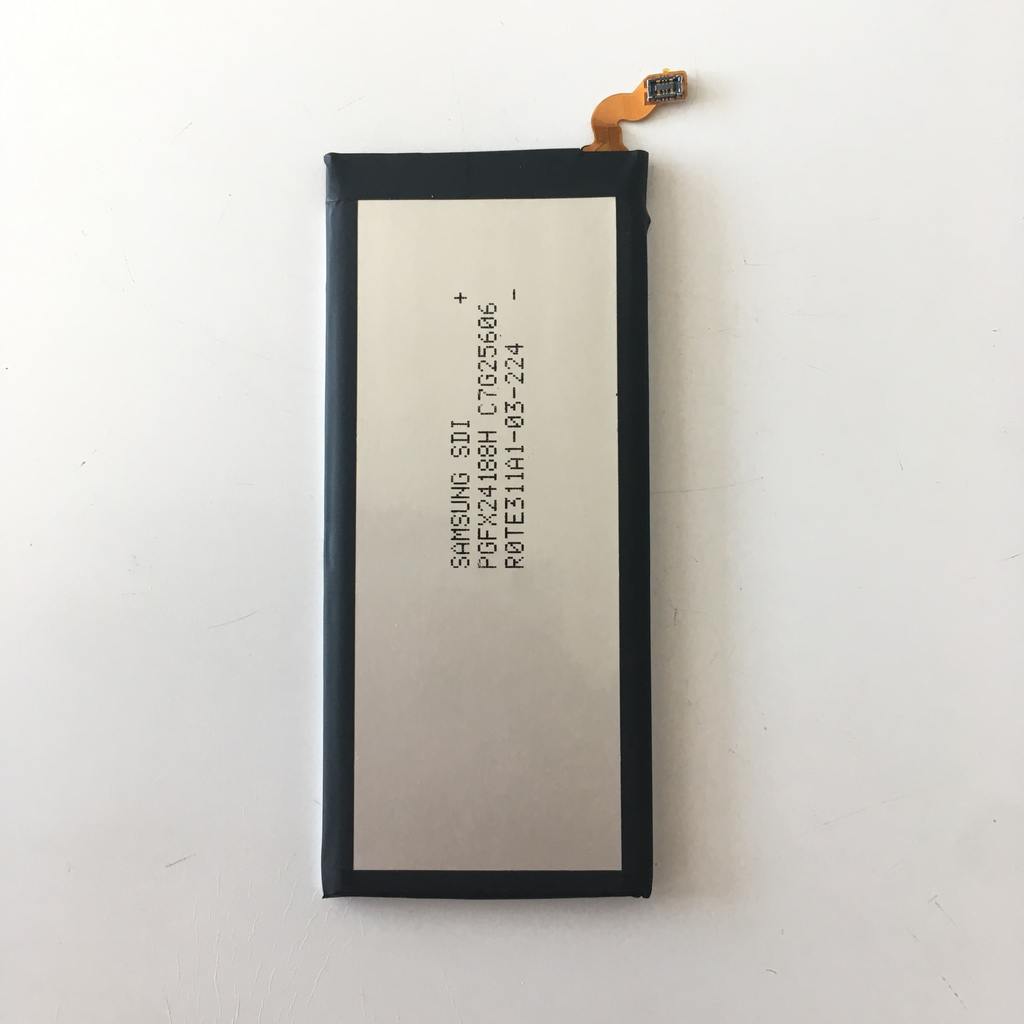 SAMSUNG SDI +
PGFX24188H C7G25606
R0TE311A1-03-224 -